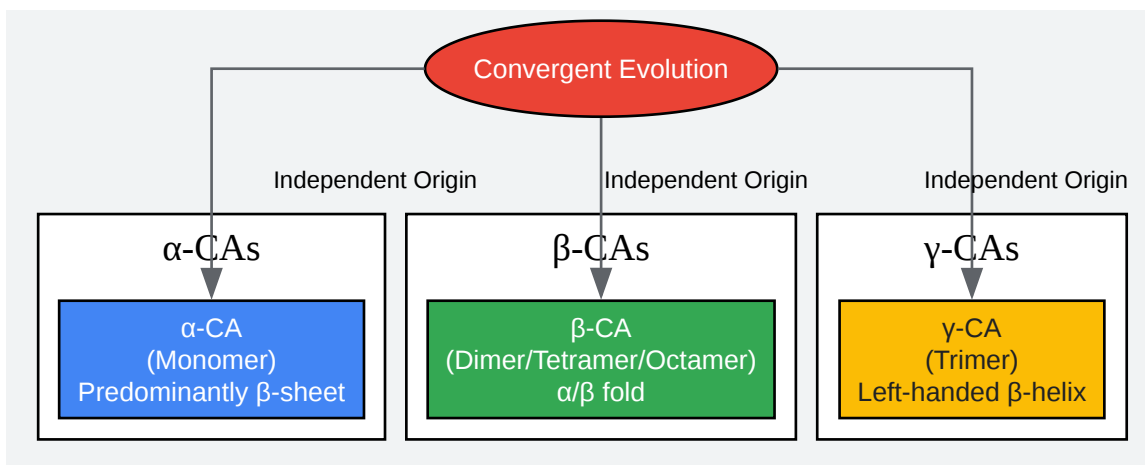 Convergent Evolution
Independent Origin
Independent Origin
Independent Origin
α-CAs
β-CAs
γ-CAs
α-CA
(Monomer)
Predominantly β-sheet
β-CA
(Dimer/Tetramer/Octamer)
α/β fold
γ-CA
(Trimer)
Left-handed β-helix